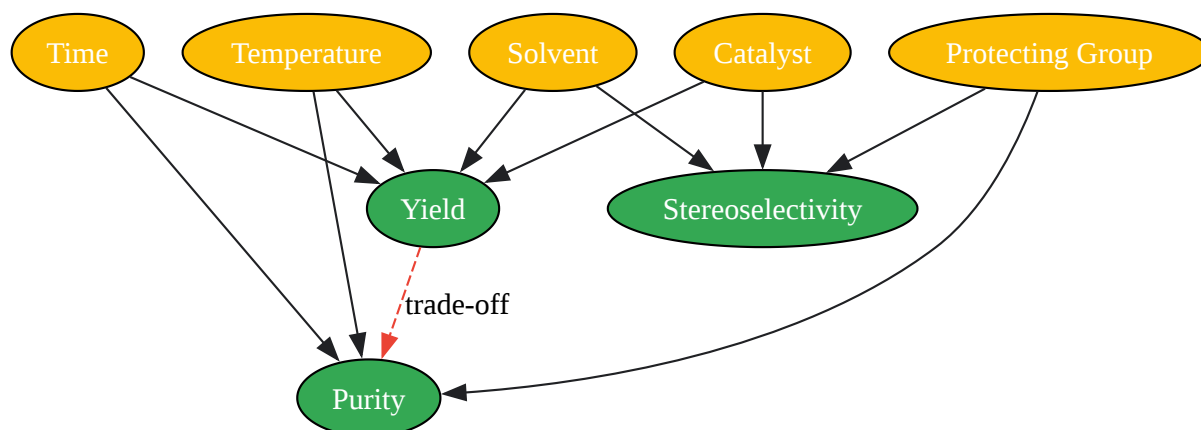 Time
Temperature
Solvent
Catalyst
Protecting Group
Yield
Stereoselectivity
trade-off
Purity